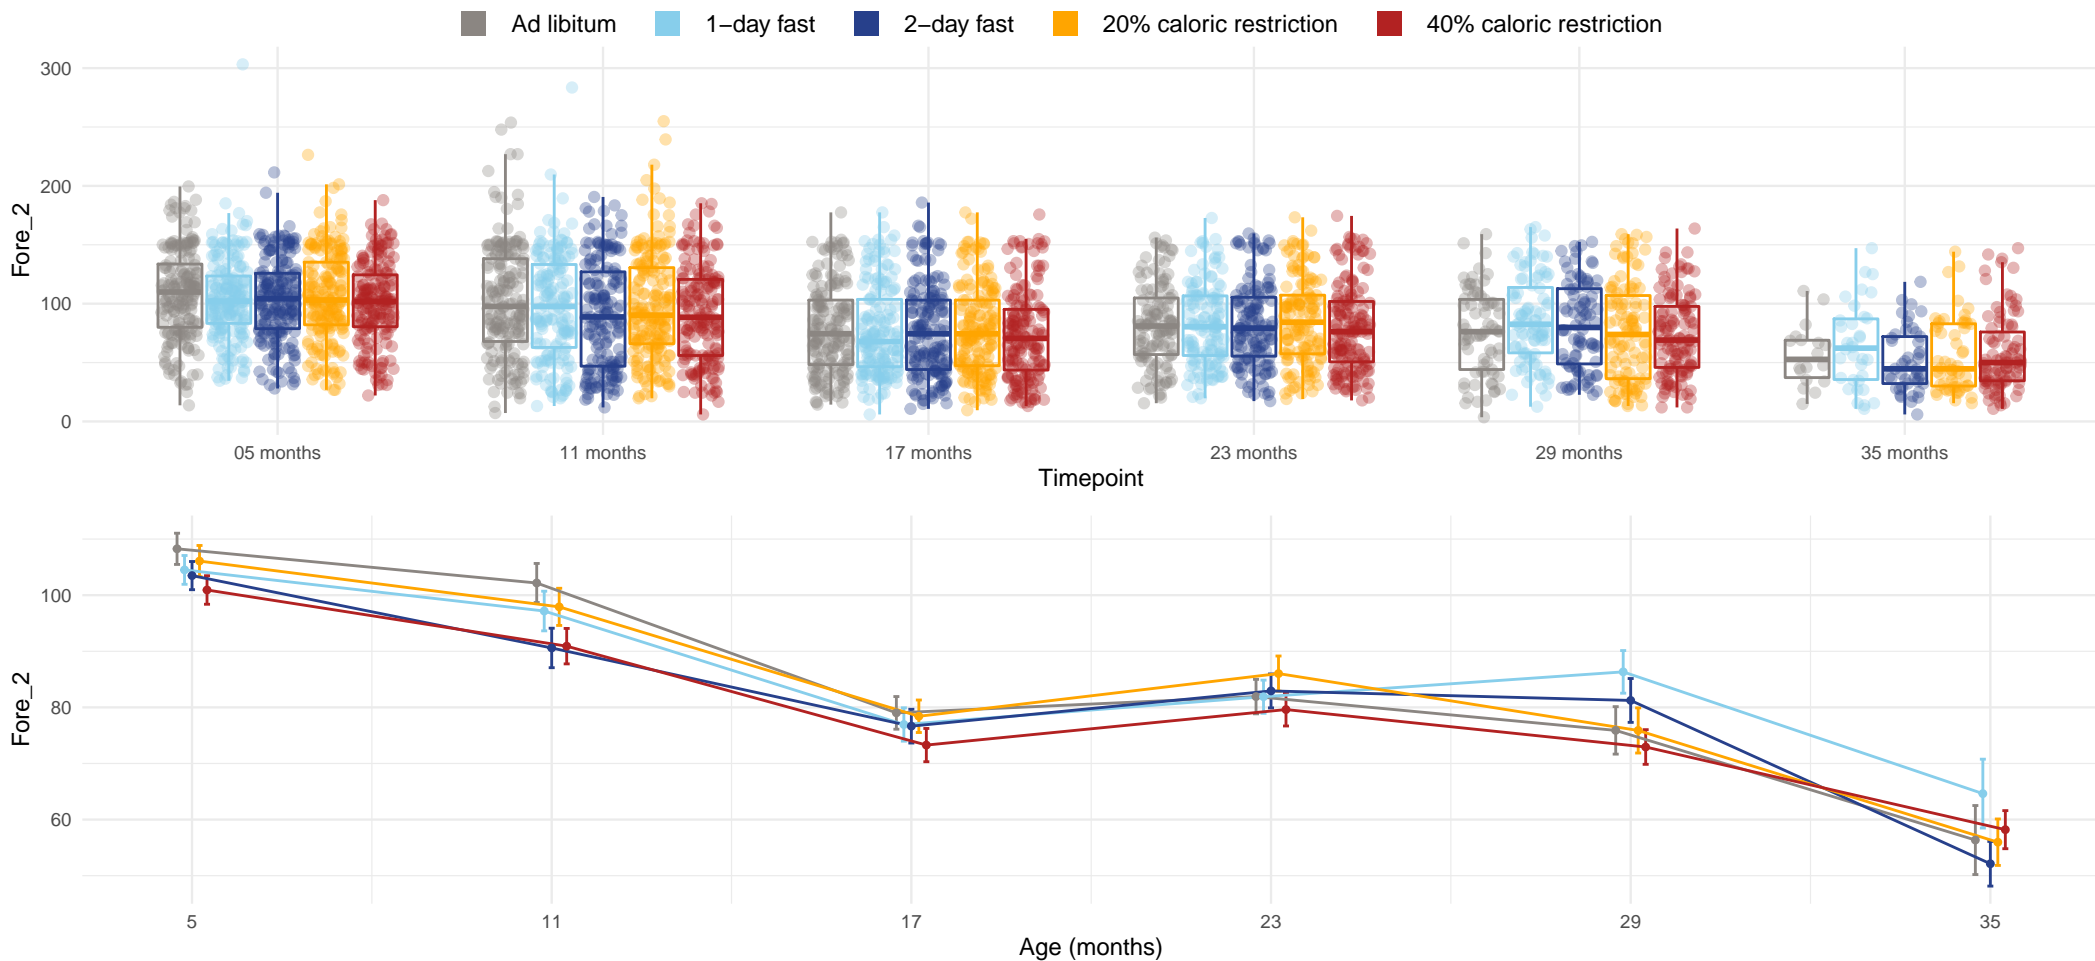 Ad libitum 1−day fast 2−day fast 20% caloric restriction 40% caloric restriction
300
200
100
0
Fore_2
05 months 11 months 17 months 23 months 29 months 35 months
Timepoint
100
80
60
Fore_2
5 11 17 23 29 35
Age (months)